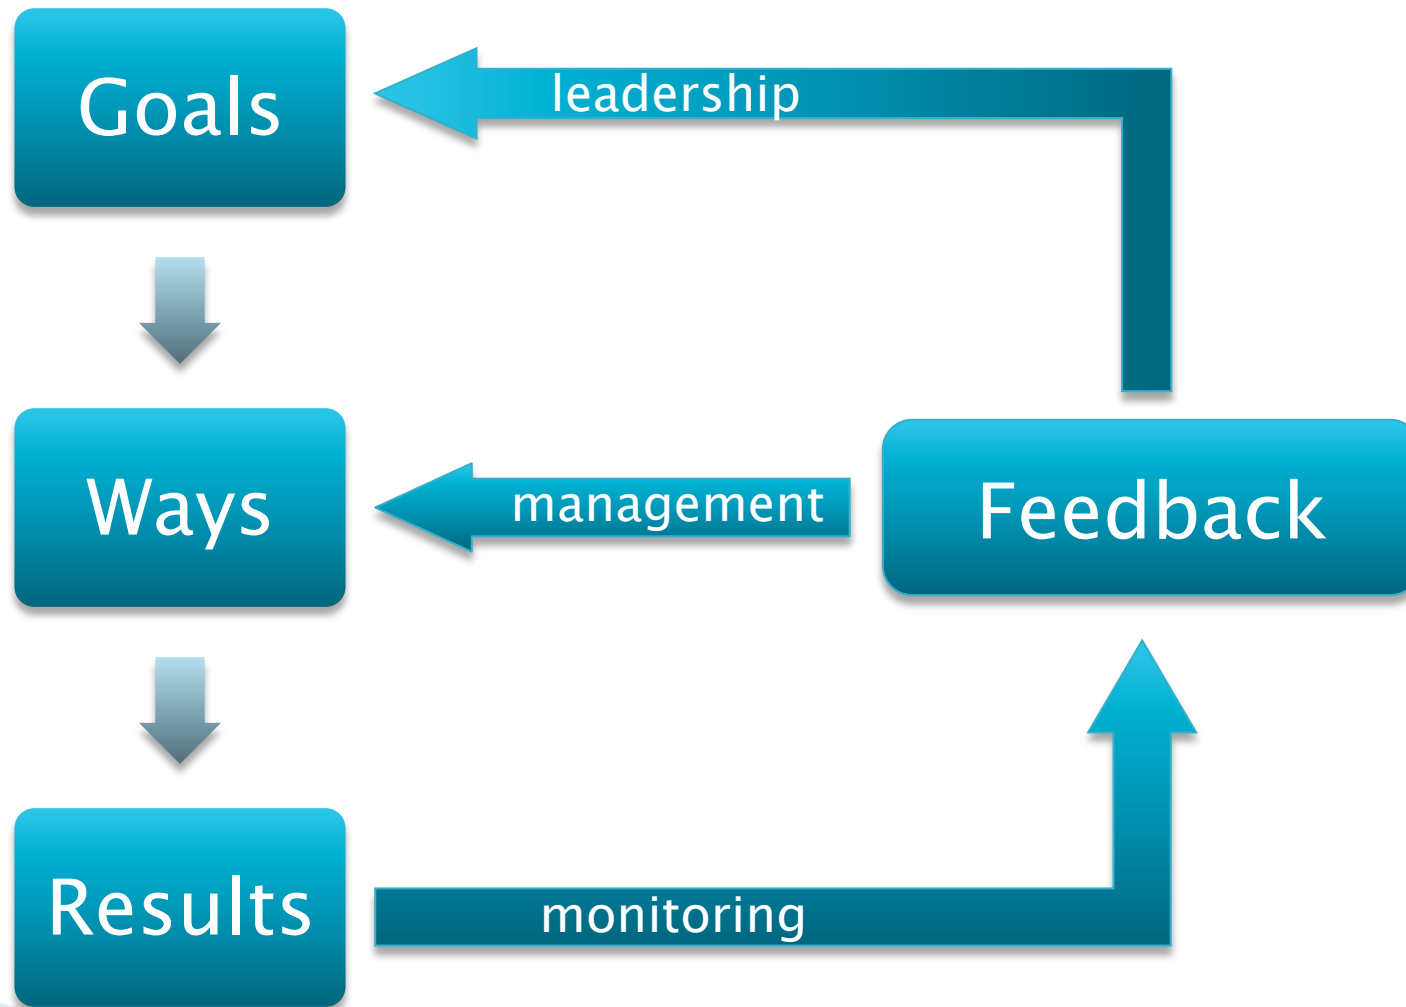 Goals
leadership
Ways
management
Feedback
Results
monitoring